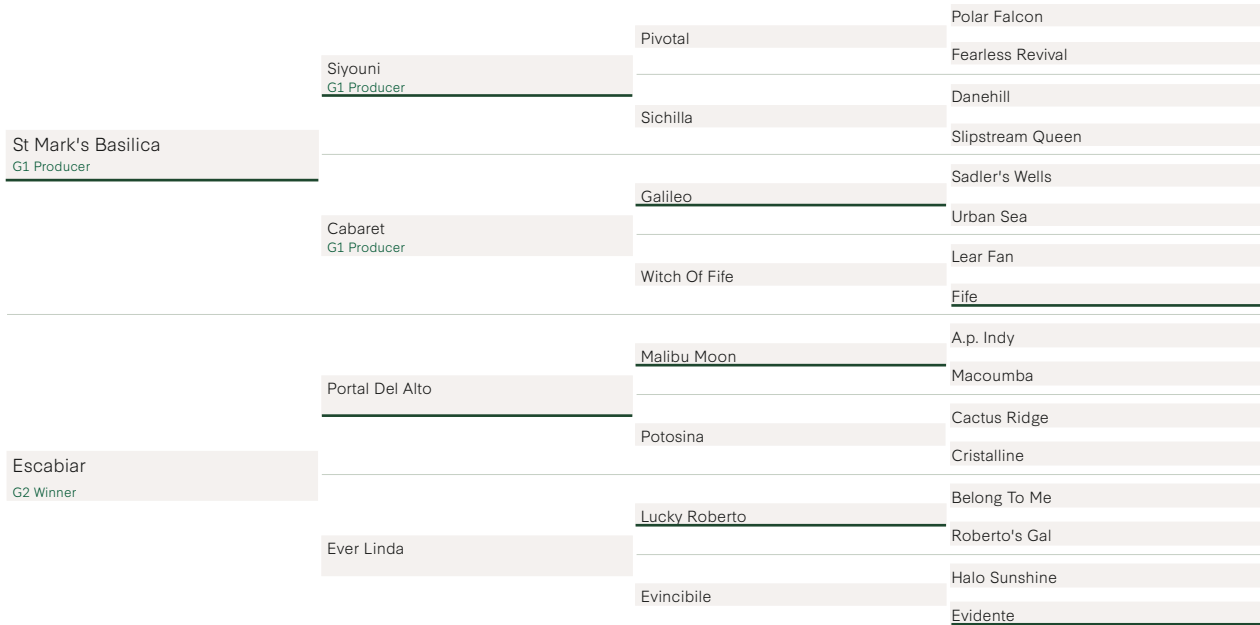 St Mark's Basilica
G1 Producer
Siyouni
G1 Producer
Pivotal
Polar Falcon
Fearless Revival
Sichilla
Danehill
Slipstream Queen
Cabaret
G1 Producer
Galileo
Sadler's Wells
Urban Sea
Witch Of Fife
Lear Fan
Fife
Escabiar
G2 Winner
Portal Del Alto
Malibu Moon
A.p. Indy
Macoumba
Potosina
Cactus Ridge
Cristalline
Ever Linda
Lucky Roberto
Belong To Me
Roberto's Gal
Evincibile
Halo Sunshine
Evidente